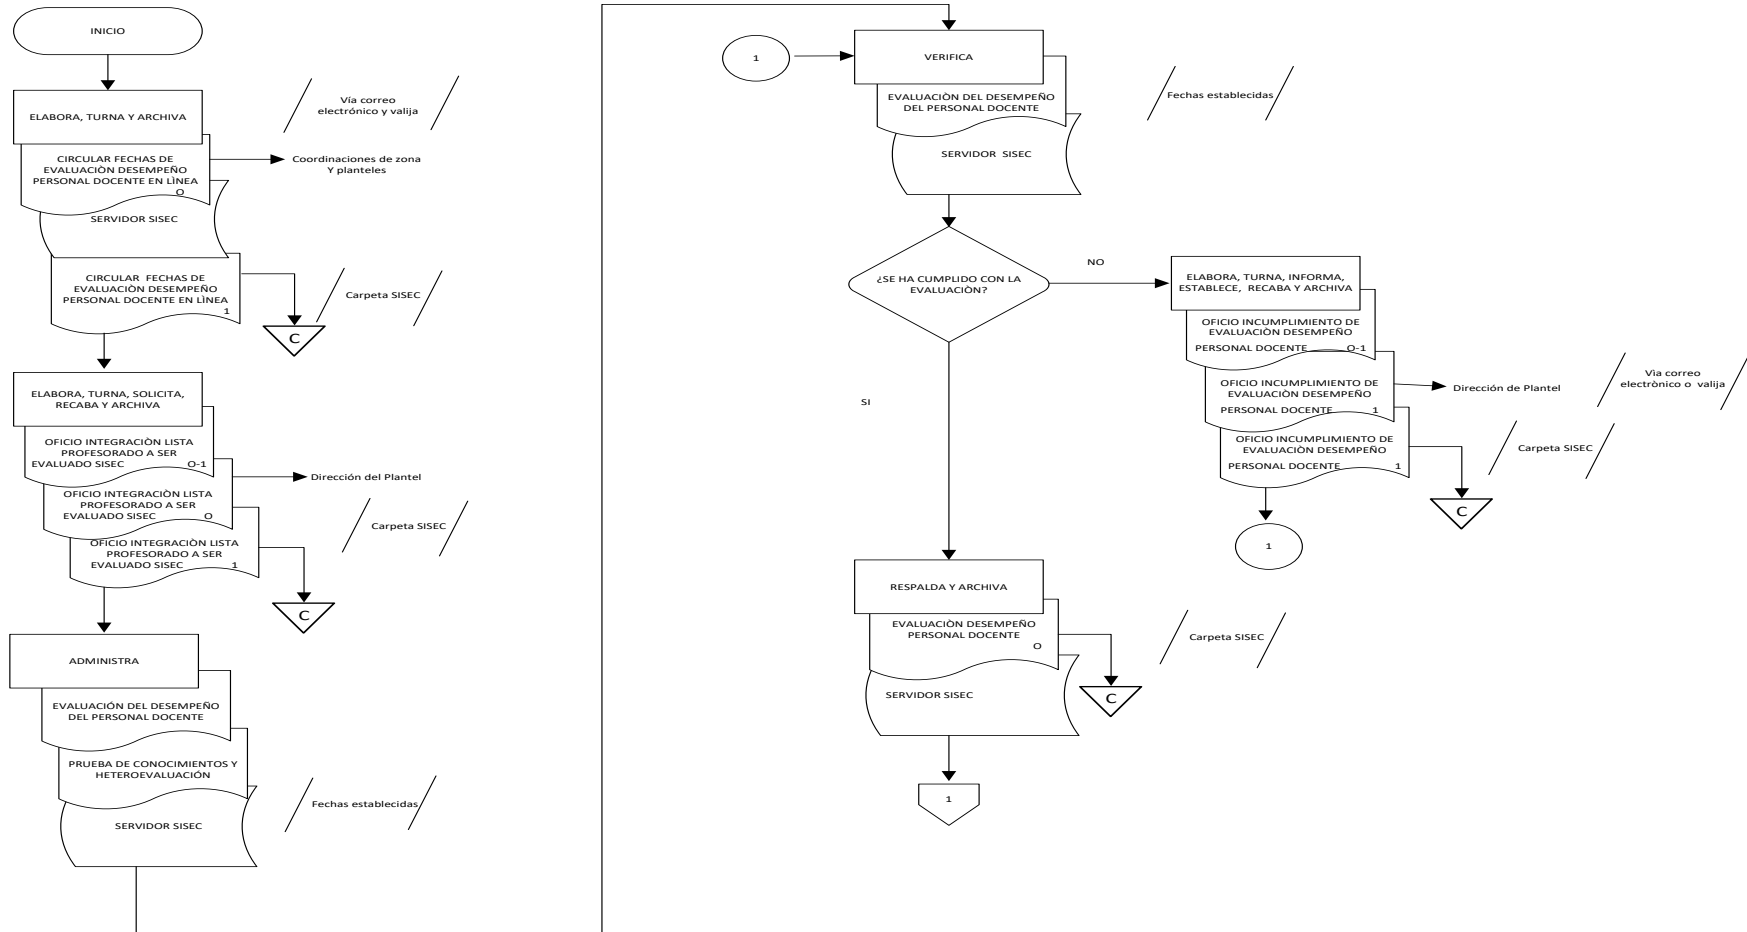 INICIO
ELABORA, TURNA Y ARCHIVA
Vía correo
electrónico y valija
CIRCULAR FECHAS DE
EVALUACIÒN DESEMPEÑO
PERSONAL DOCENTE EN LÌNEA
O
Coordinaciones de zona
Y planteles
SERVIDOR SISEC
CIRCULAR FECHAS DE
EVALUACIÒN DESEMPEÑO
PERSONAL DOCENTE EN LÌNEA
1
Carpeta SISEC
C
ELABORA, TURNA, SOLICITA,
RECABA Y ARCHIVA
OFICIO INTEGRACIÒN LISTA
PROFESORADO A SER
EVALUADO SISEC O-1
Dirección del Plantel
OFICIO INTEGRACIÒN LISTA
PROFESORADO A SER
EVALUADO SISEC O
Carpeta SISEC
OFICIO INTEGRACIÒN LISTA
PROFESORADO A SER
EVALUADO SISEC 1
C
ADMINISTRA
EVALUACIÓN DEL DESEMPEÑO
DEL PERSONAL DOCENTE
PRUEBA DE CONOCIMIENTOS Y
HETEROEVALUACIÓN
Fechas establecidas
SERVIDOR SISEC
1
VERIFICA
EVALUACIÒN DEL DESEMPEÑO
DEL PERSONAL DOCENTE
Fechas establecidas
SERVIDOR SISEC
¿SE HA CUMPLIDO CON LA
EVALUACIÒN?
NO
ELABORA, TURNA, INFORMA,
ESTABLECE, RECABA Y ARCHIVA
OFICIO INCUMPLIMIENTO DE
EVALUACIÒN DESEMPEÑO
PERSONAL DOCENTE O-1
OFICIO INCUMPLIMIENTO DE
EVALUACIÒN DESEMPEÑO
PERSONAL DOCENTE 1
Dirección de Plantel
Vìa correo
electrònico o valija
OFICIO INCUMPLIMIENTO DE
EVALUACIÒN DESEMPEÑO
PERSONAL DOCENTE 1
Carpeta SISEC
C
1
SI
RESPALDA Y ARCHIVA
EVALUACIÒN DESEMPEÑO
PERSONAL DOCENTE
O
Carpeta SISEC
C
SERVIDOR SISEC
1